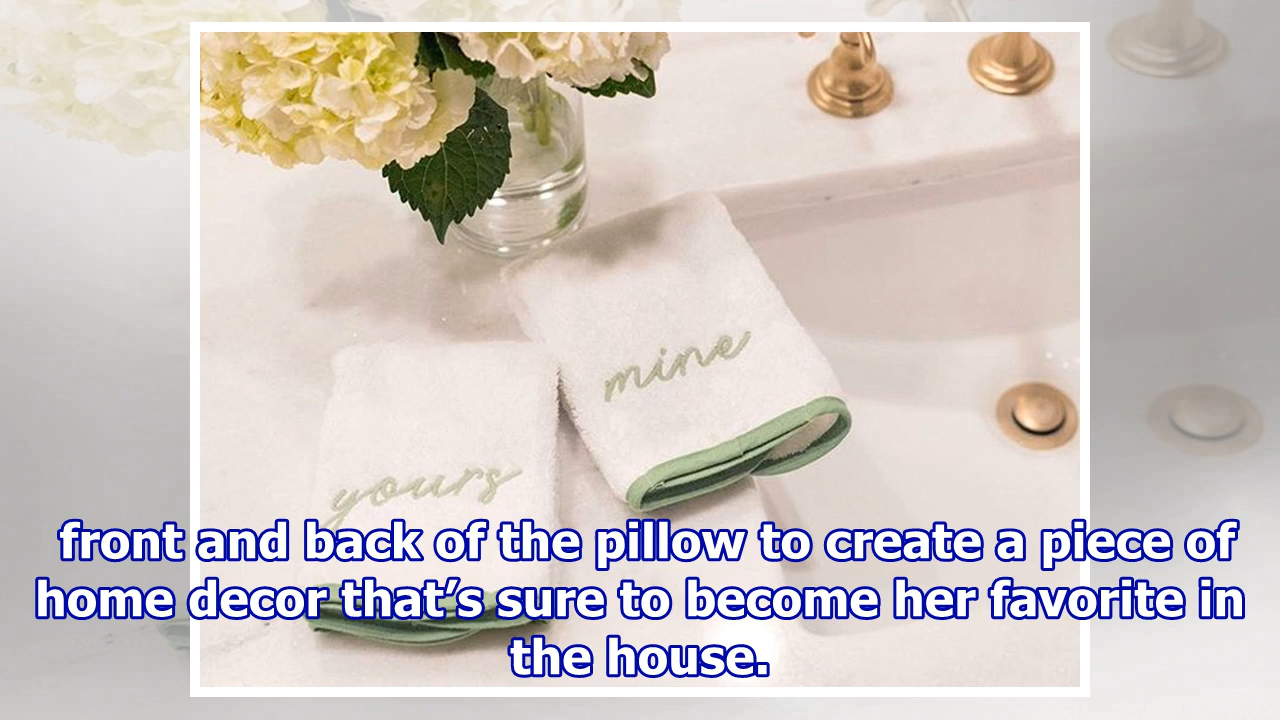 mine
yours
front and back of the pillow to create a piece of
home decor that's sure to become her favorite in
the house.